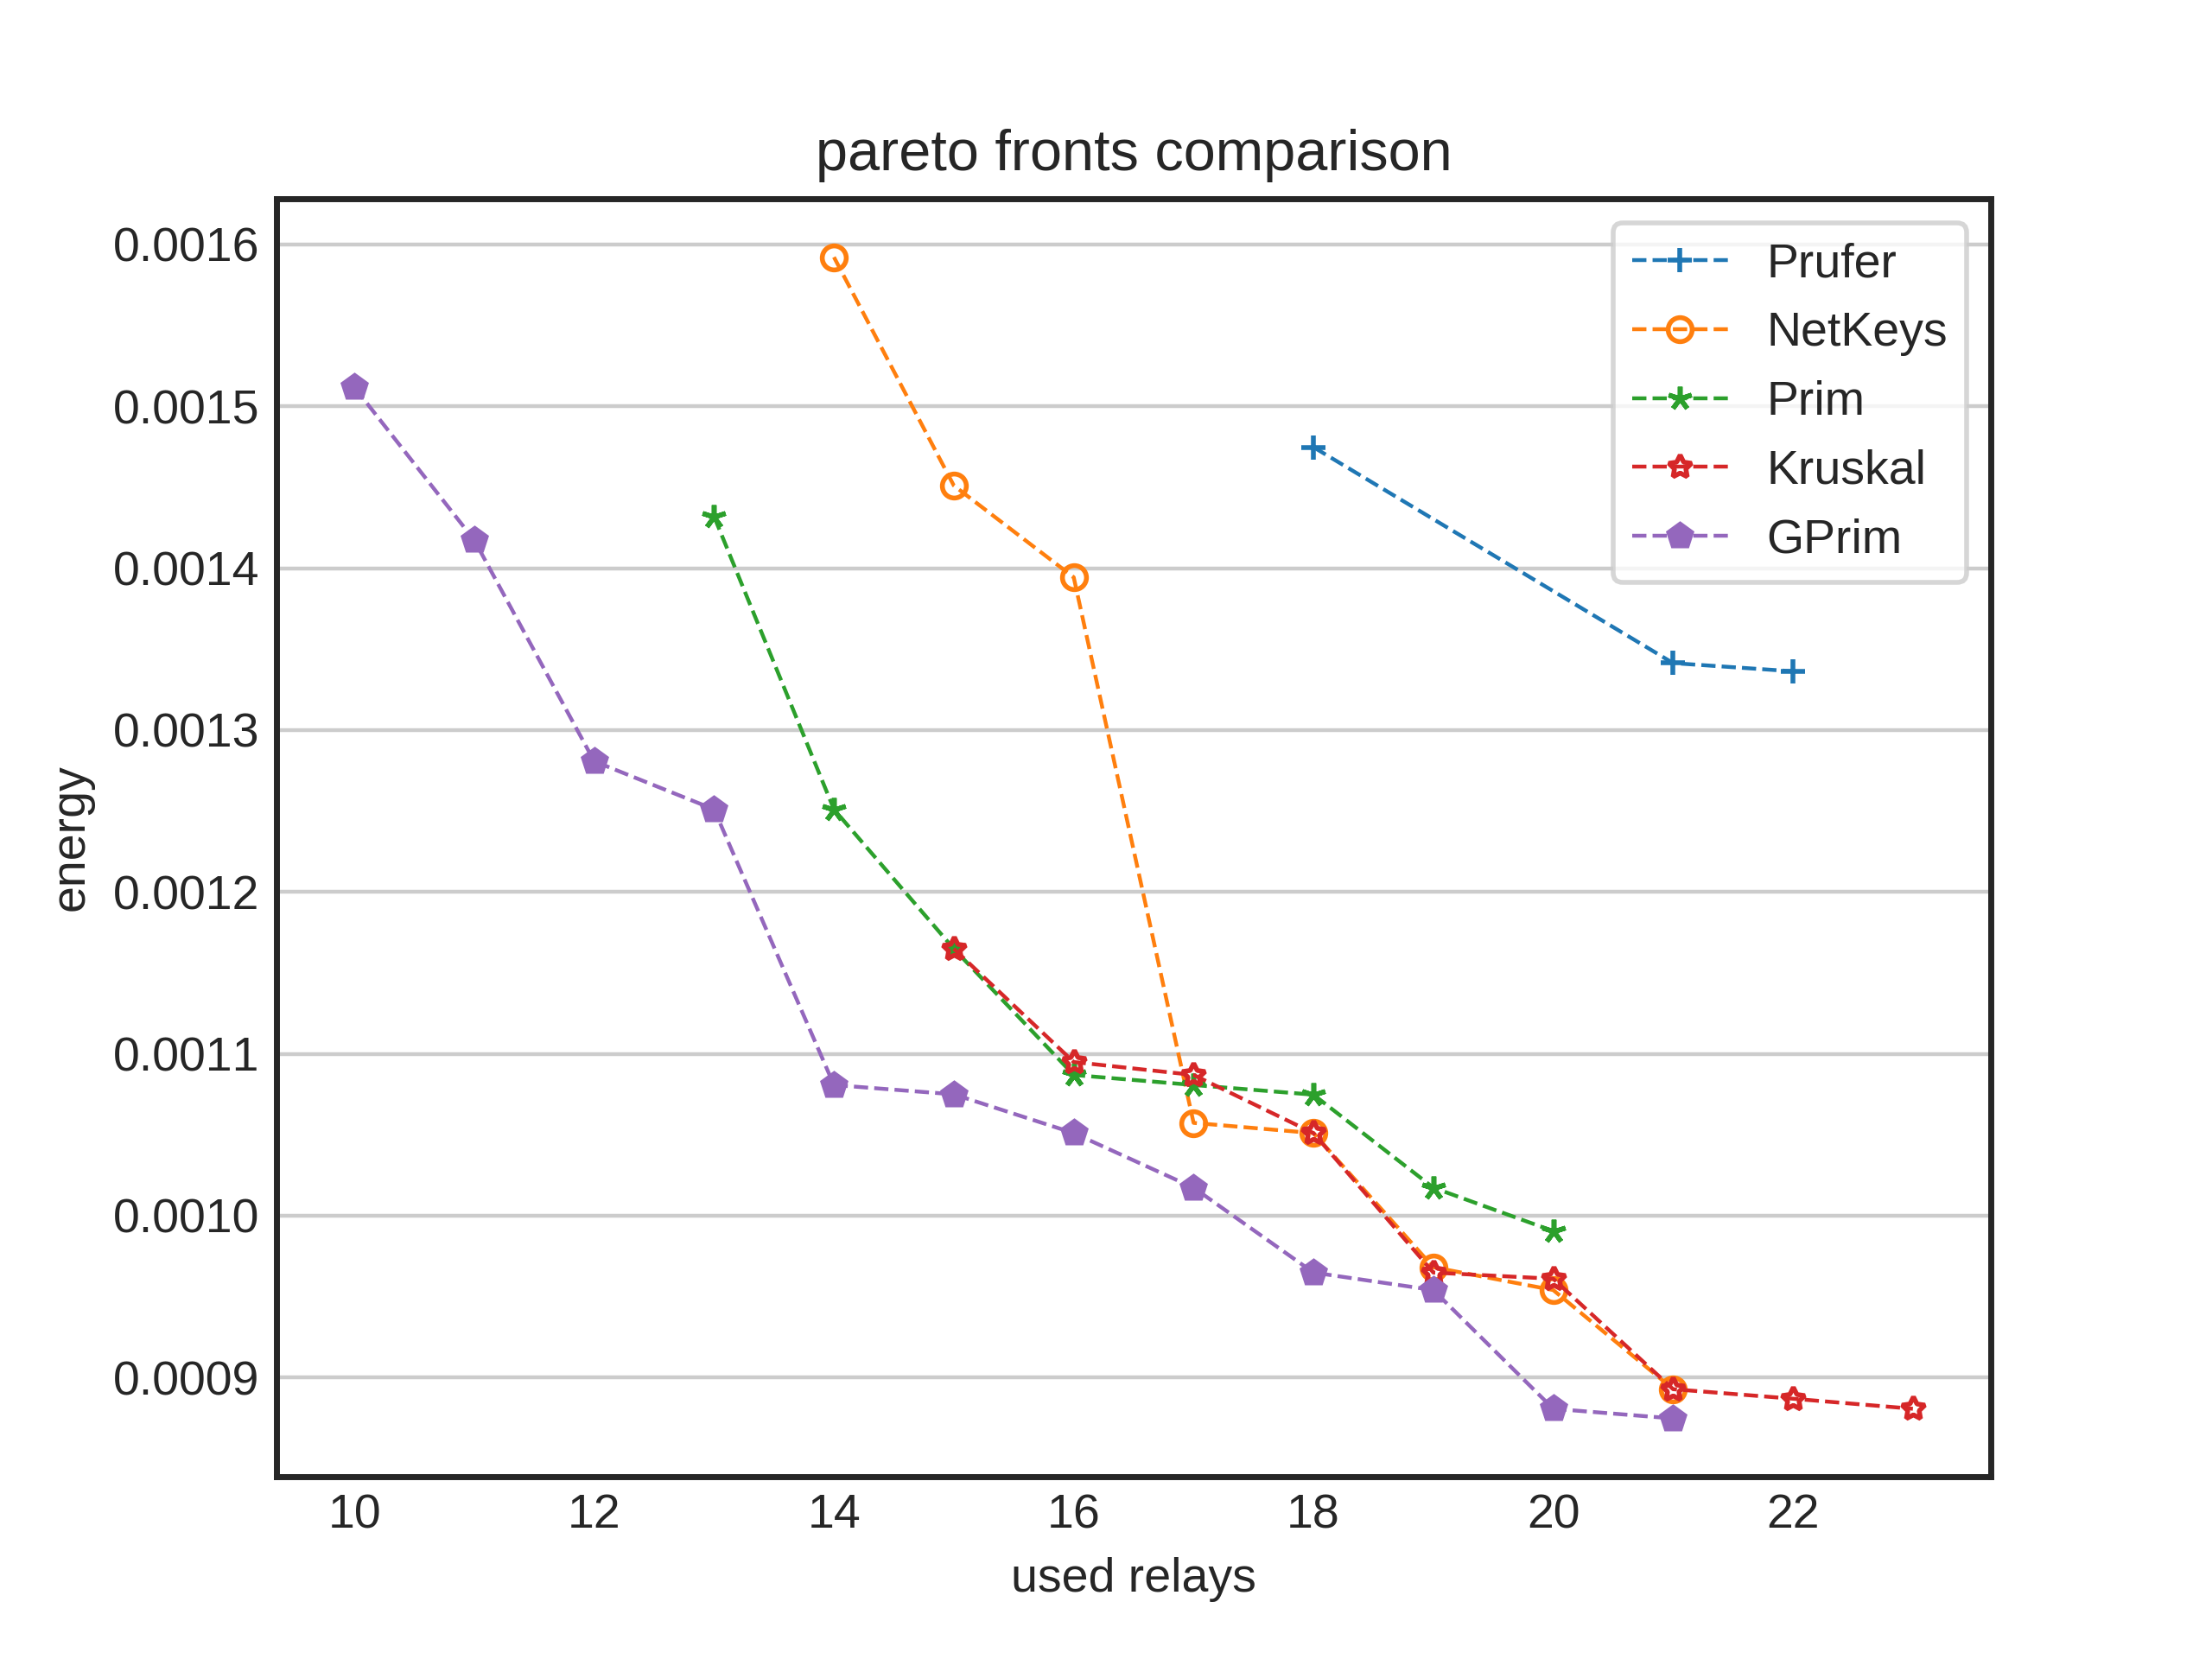 pareto fronts comparison
0.0016
0.0015
0.0014
0.0013
0.0012
0.0011
0.0010
0.0009
energy
10 12 14 16 18 20 22
used relays
Prufer
NetKeys
Prim
Kruskal
GPrim